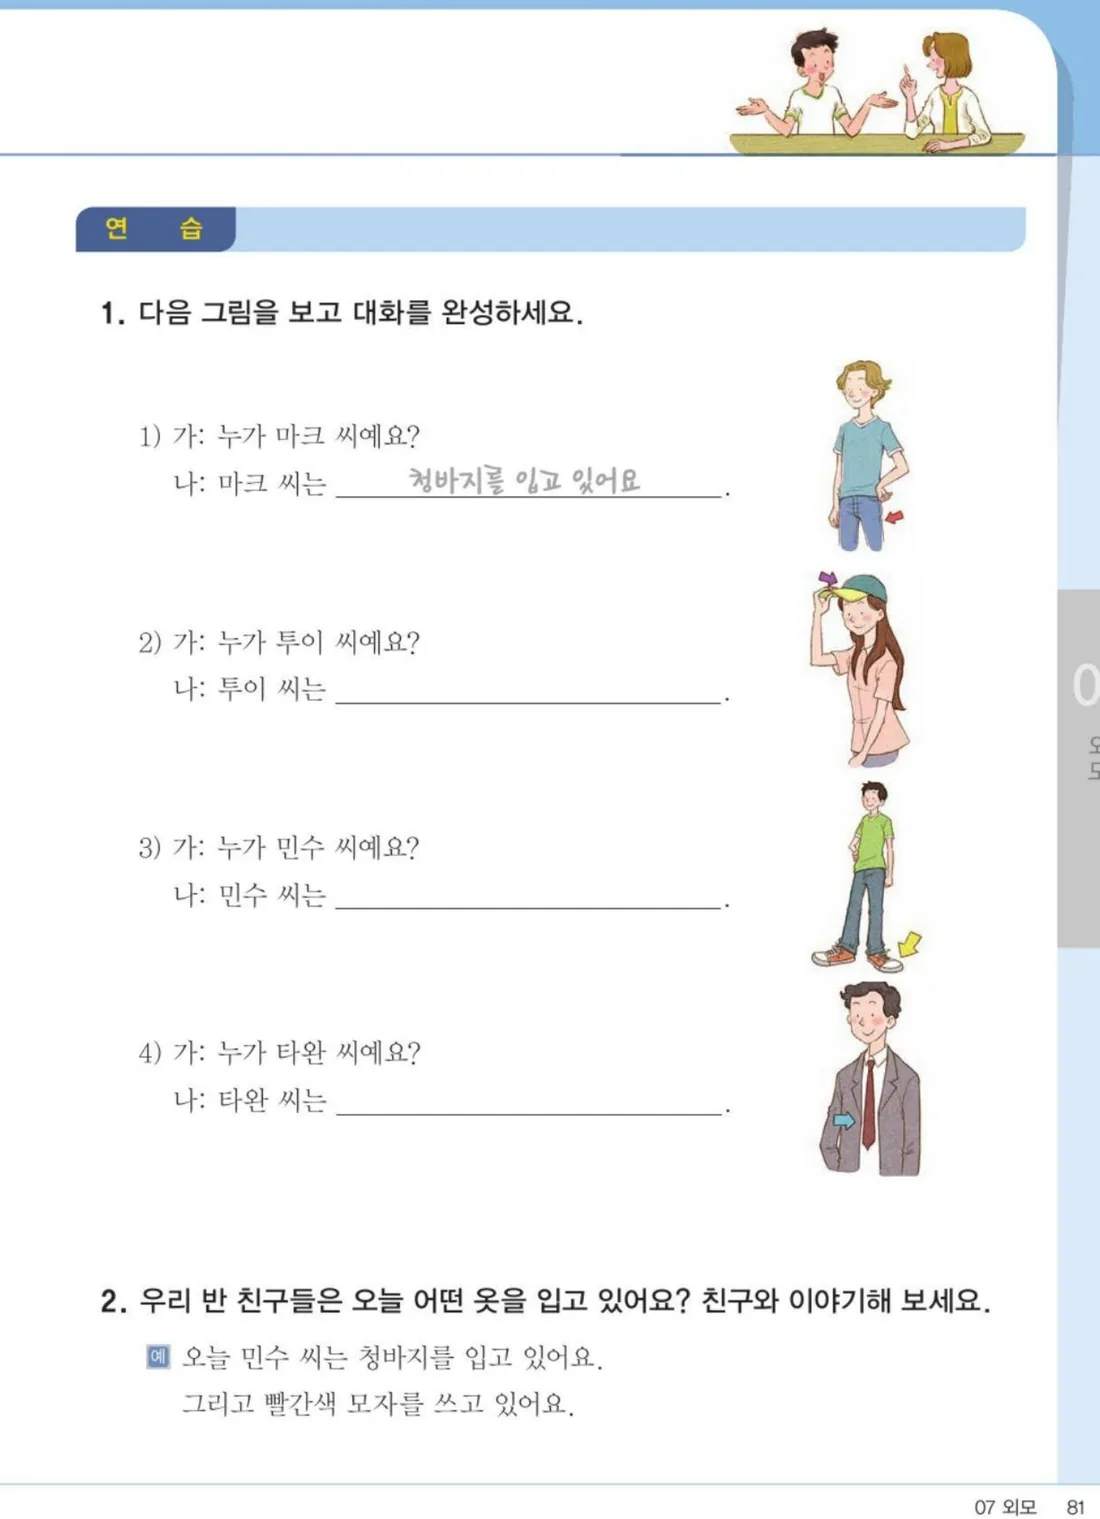 연 습
1. 다음 그림을 보고 대화를 완성하세요.
1) 가: 누가 마크 씨예요?
나: 마크 씨는 청바지를 입고 있어요.
2) 가: 누가 투이 씨예요?
나: 투이 씨는 .
3) 가: 누가 민수 씨예요?
나: 민수 씨는 .
4) 가: 누가 타완 씨예요?
나: 타완 씨는 .
2. 우리 반 친구들은 오늘 어떤 옷을 입고 있어요? 친구와 이야기해 보세요.
예 오늘 민수 씨는 청바지를 입고 있어요.
그리고 빨간색 모자를 쓰고 있어요.
07 외모 81